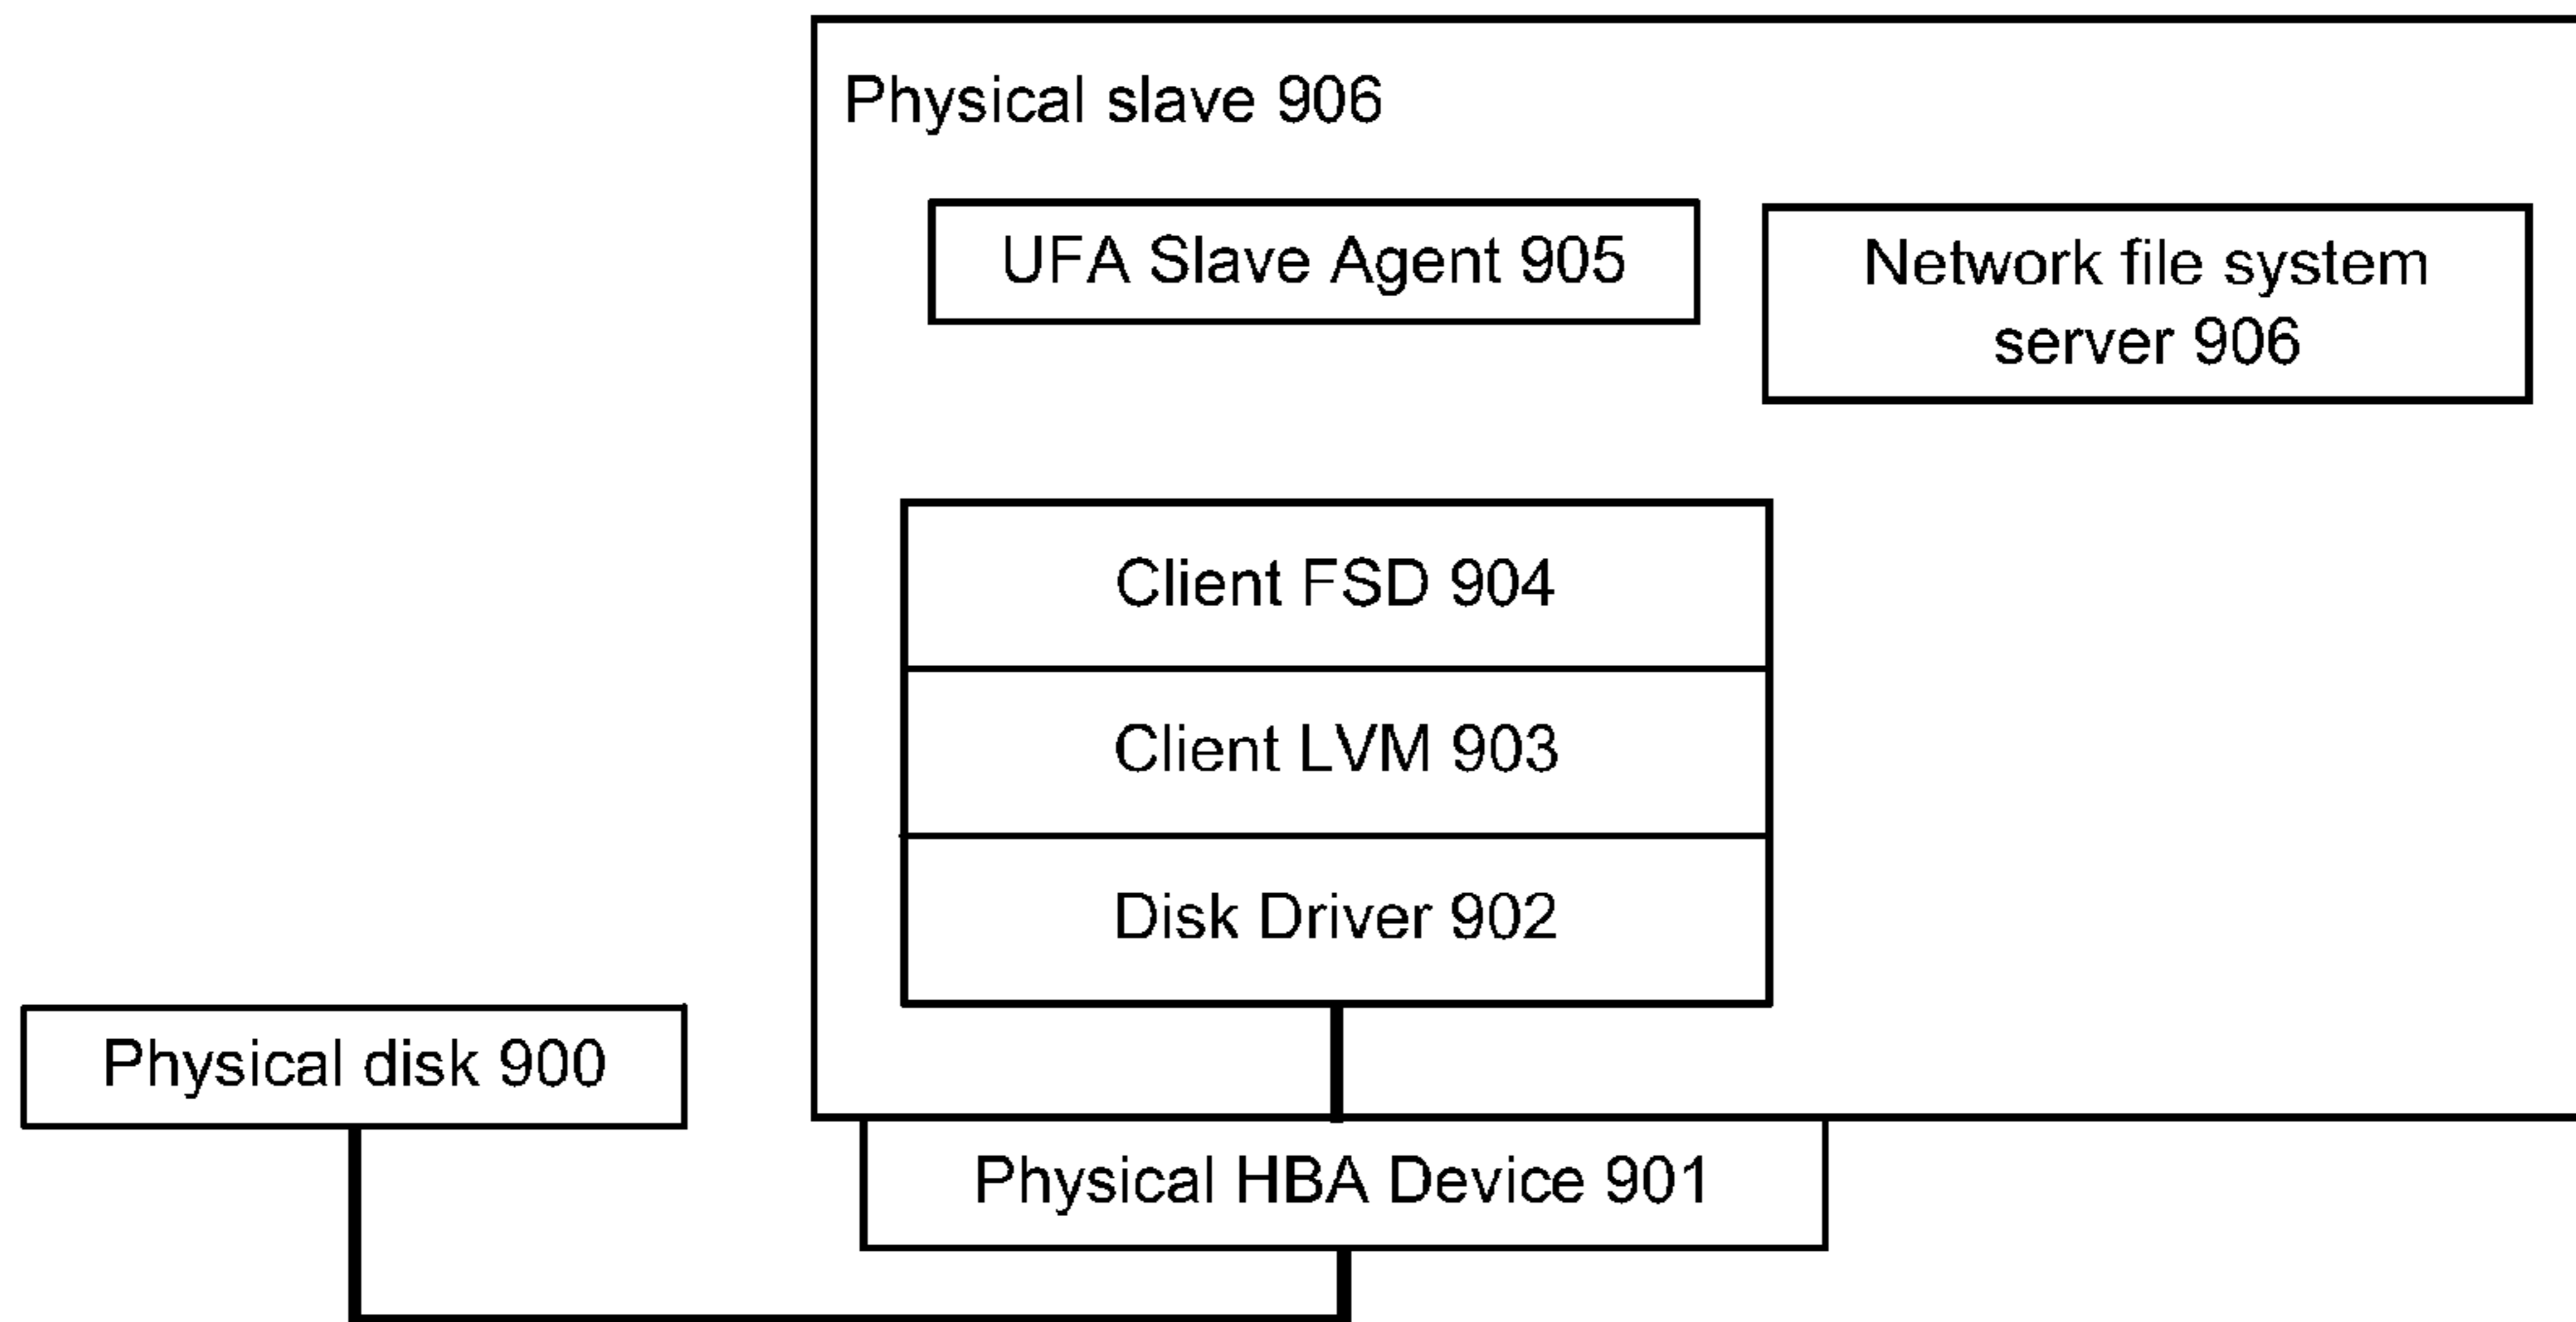 Physical slave 906
UFA Slave Agent 905
Network file system
server 906
Client FSD 904
Client LVM 903
Disk Driver 902
Physical disk 900
Physical HBA Device 901